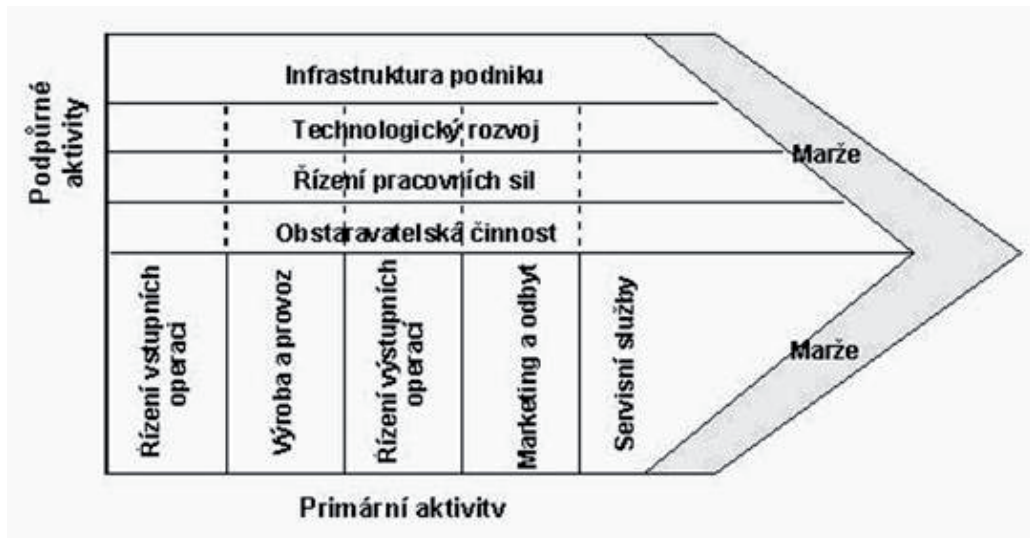 Podpůrné
aktivity
Infrastruktura podniku
Technologický rozvoj
Řízení pracovních sil
Obstaravatelská činnost
Marže
Marže
Řízení vstupních
operací
Výroba a provoz
Řízení výstupních
operací
Marketing a odbyt
Servisní služby
Primární aktivity